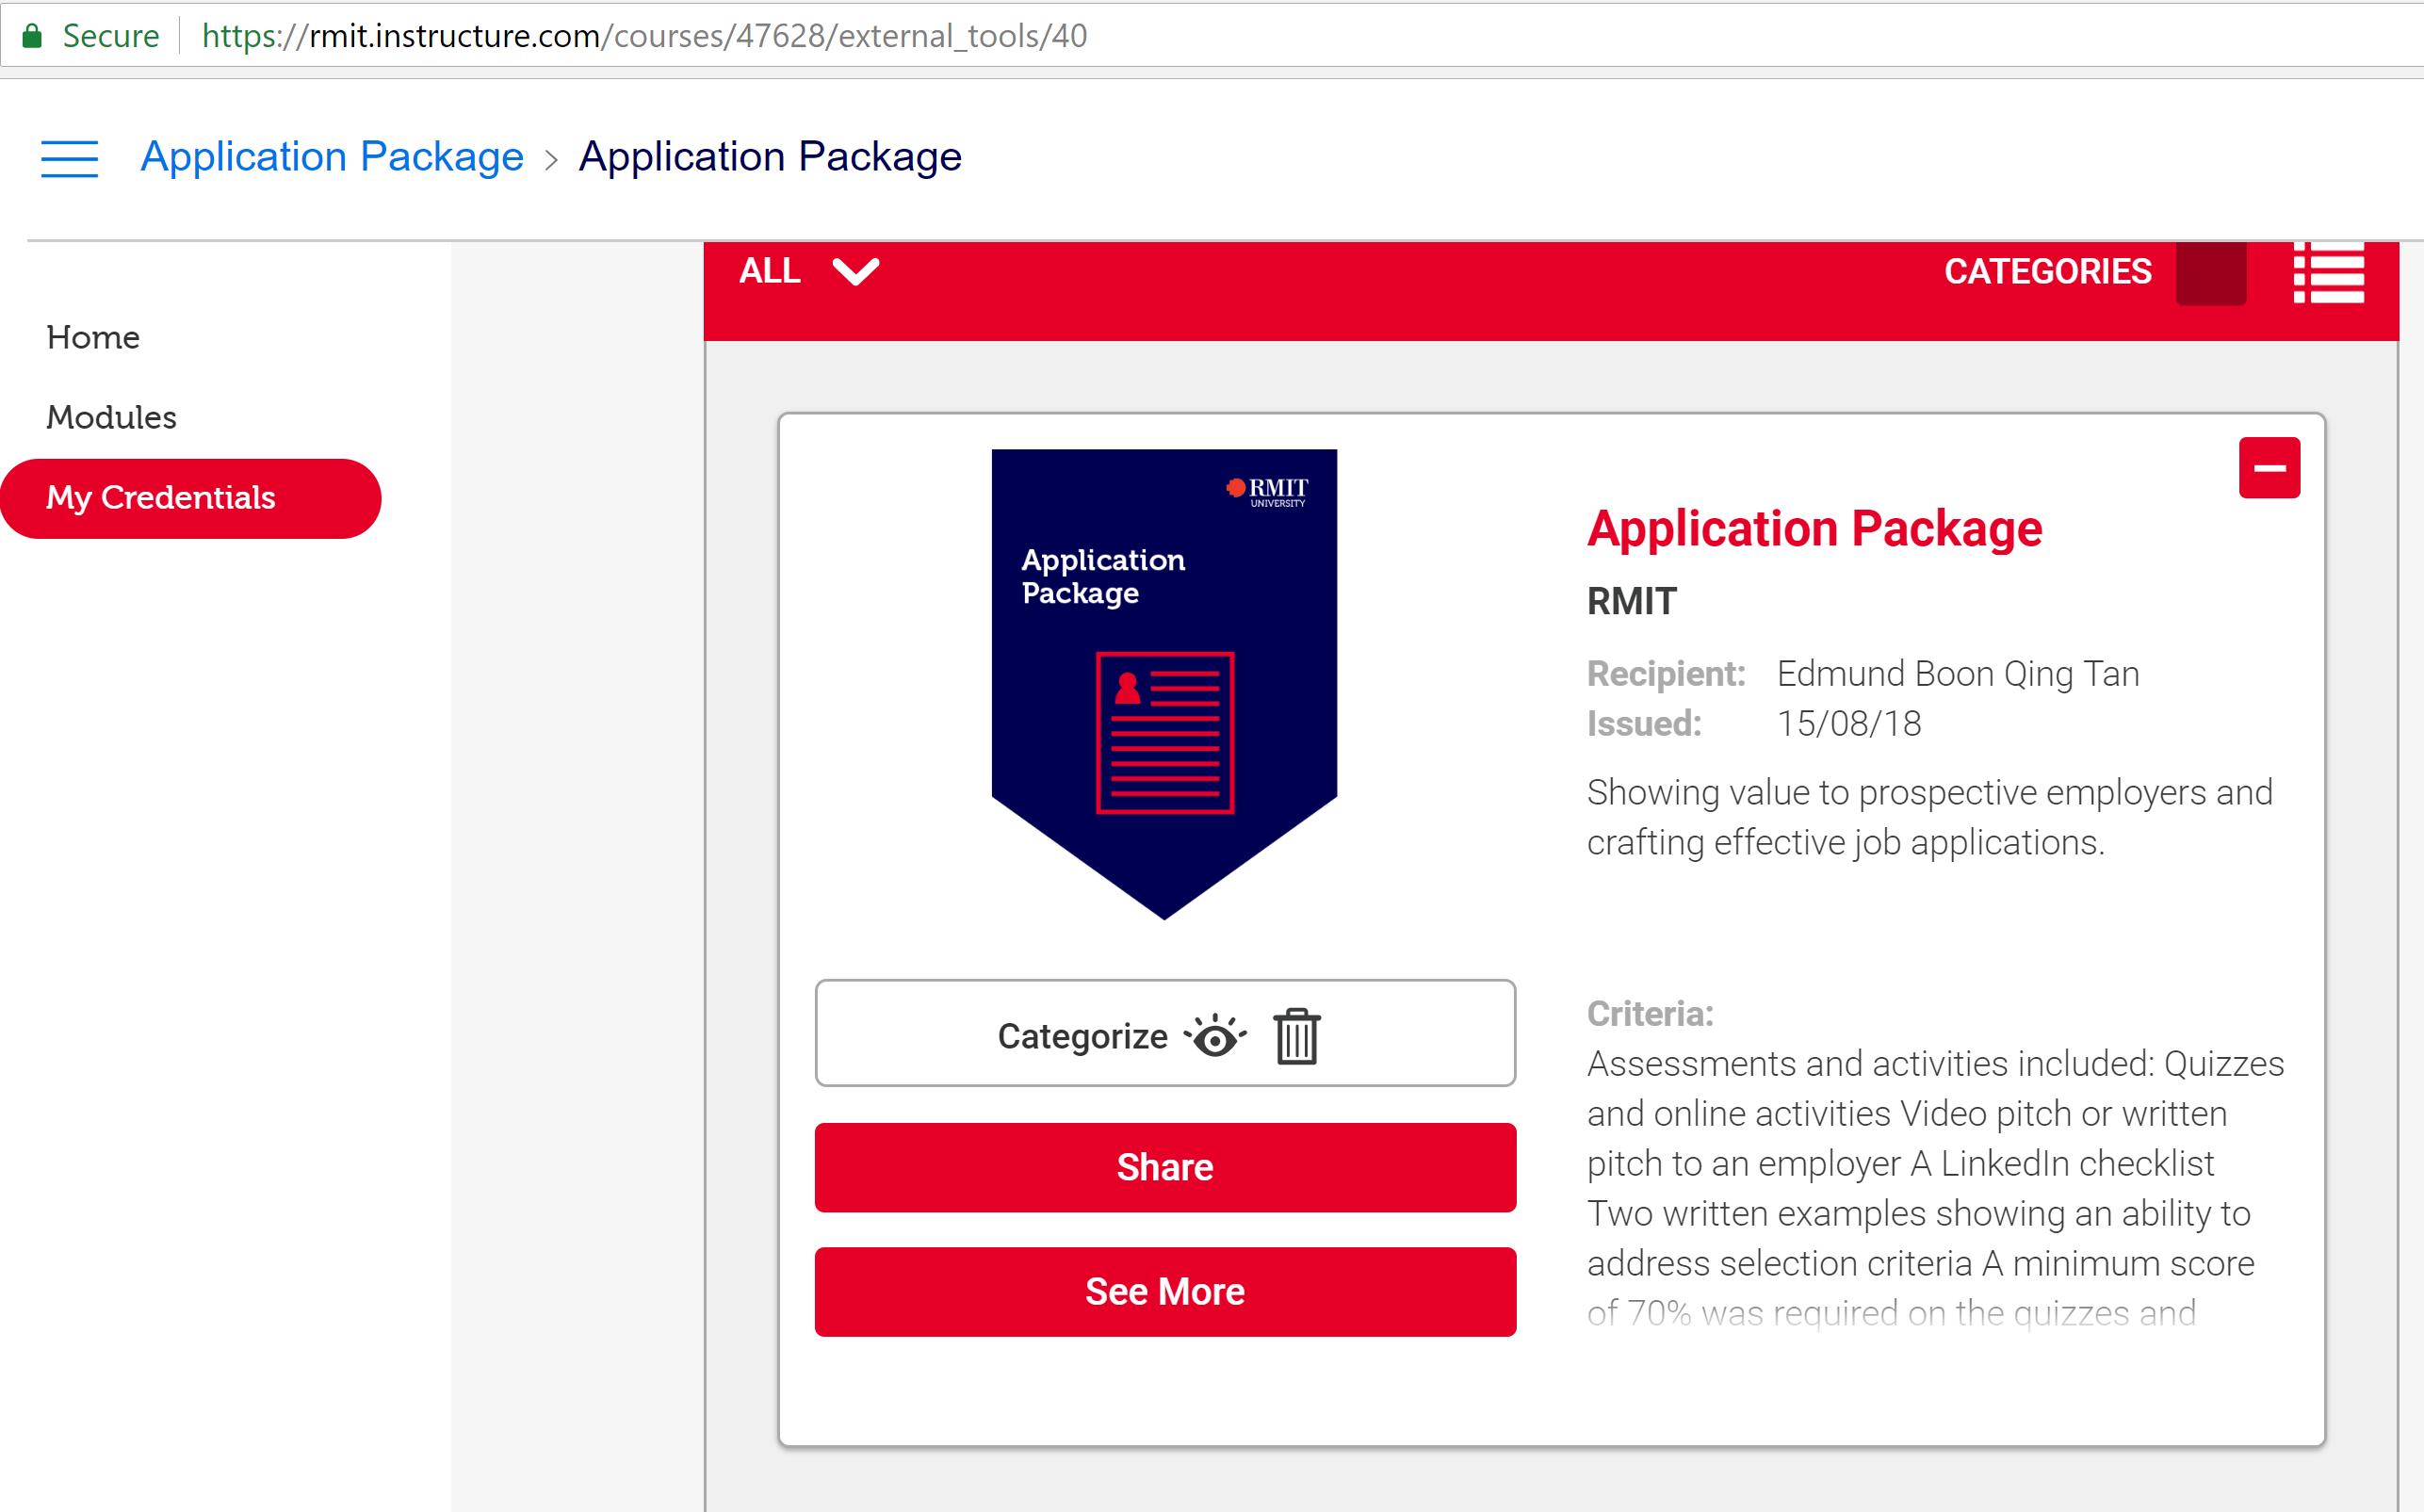 Secure https://rmit.instructure.com/courses/47628/external_tools/40
Application Package > Application Package
Home
Modules
My Credentials
ALL
CATEGORIES
RMIT
UNIVERSITY
Application
Package
Categorize
Share
See More
Application Package
RMIT
Recipient: Edmund Boon Qing Tan
Issued: 15/08/18
Showing value to prospective employers and
crafting effective job applications.
Criteria:
Assessments and activities included: Quizzes
and online activities Video pitch or written
pitch to an employer A LinkedIn checklist
Two written examples showing an ability to
address selection criteria A minimum score
of 70% was required on the quizzes and